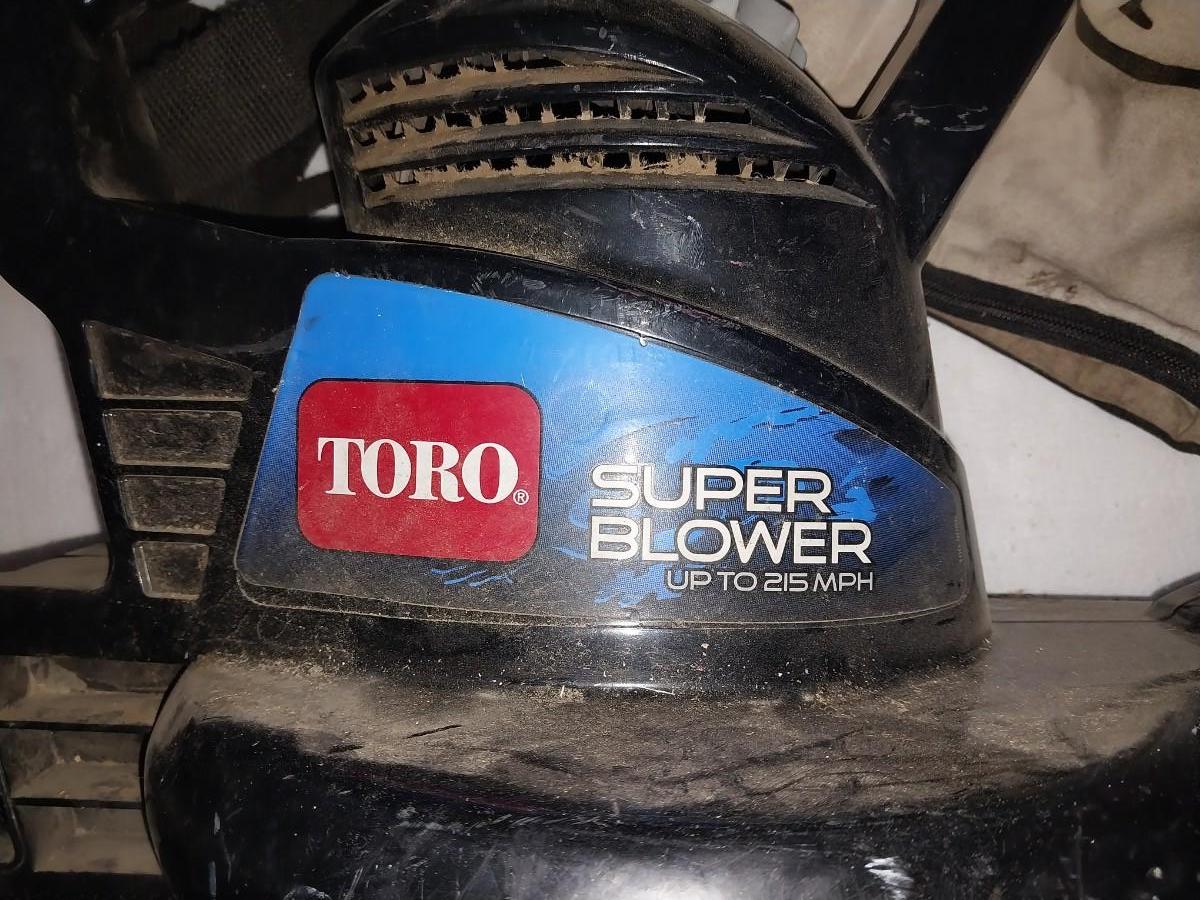 TORO®
SUPER
BLOWER
UP TO 215 MPH